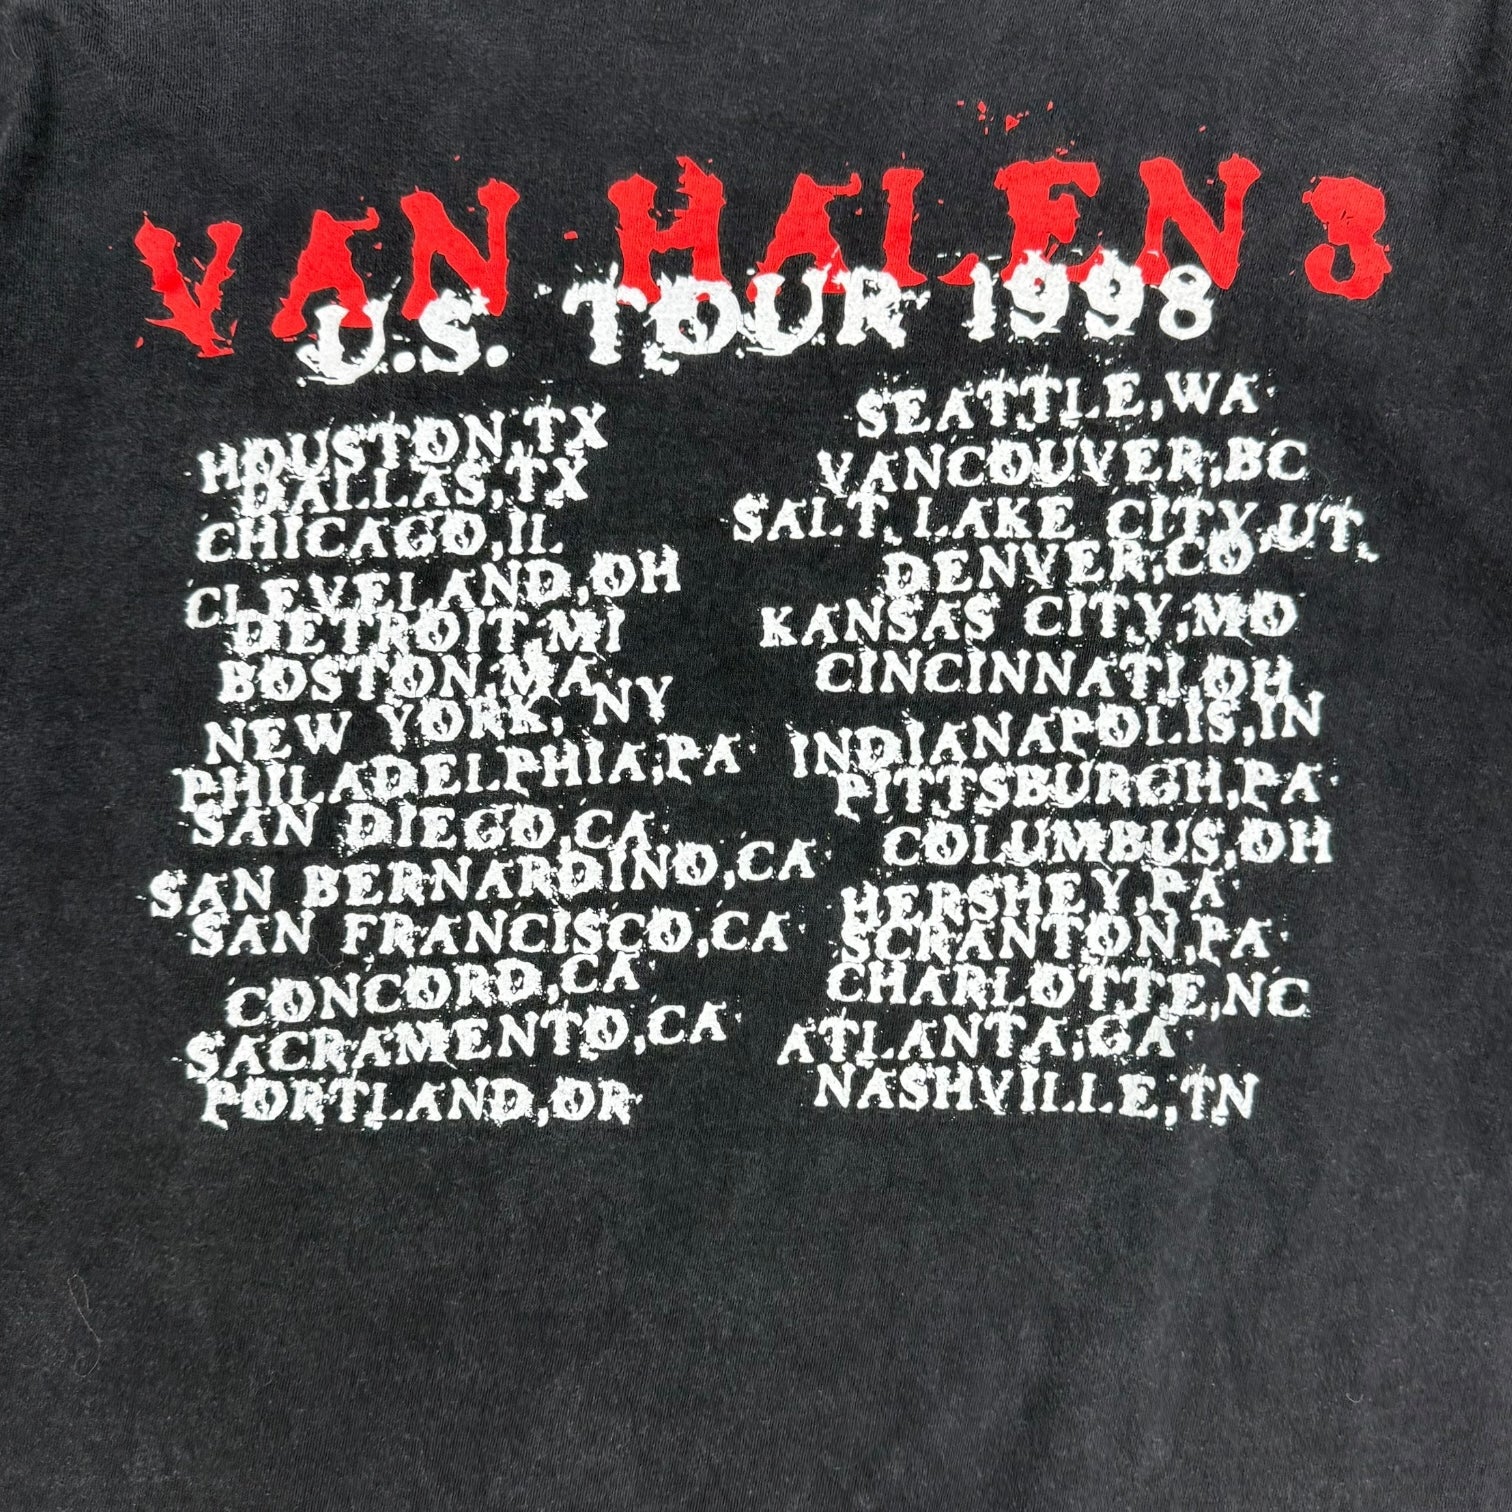 VAN HALEN 3
U.S. TOUR 1998
HOUSTON,TX
DALLAS,TX
CHICAGO,IL
CLEVELAND,OH
DETROIT,MI
BOSTON,MA
NEW YORK, NY
PHILADELPHIA,PA
SAN DIEGO,CA
SAN BERNARDINO,CA
SAN FRANCISCO,CA
CONCORD,CA
SACRAMENTO,CA
PORTLAND,OR
SEATTLE,WA
VANCOUVER,BC
SALT LAKE CITY,UT.
DENVER,CO
KANSAS CITY,MO
CINCINNATI,OH
INDIANAPOLIS,IN
PITTSBURGH,PA
COLUMBUS,OH
HERSHEY,PA
SCRANTON,PA
CHARLOTTE,NC
ATLANTA,GA
NASHVILLE,TN